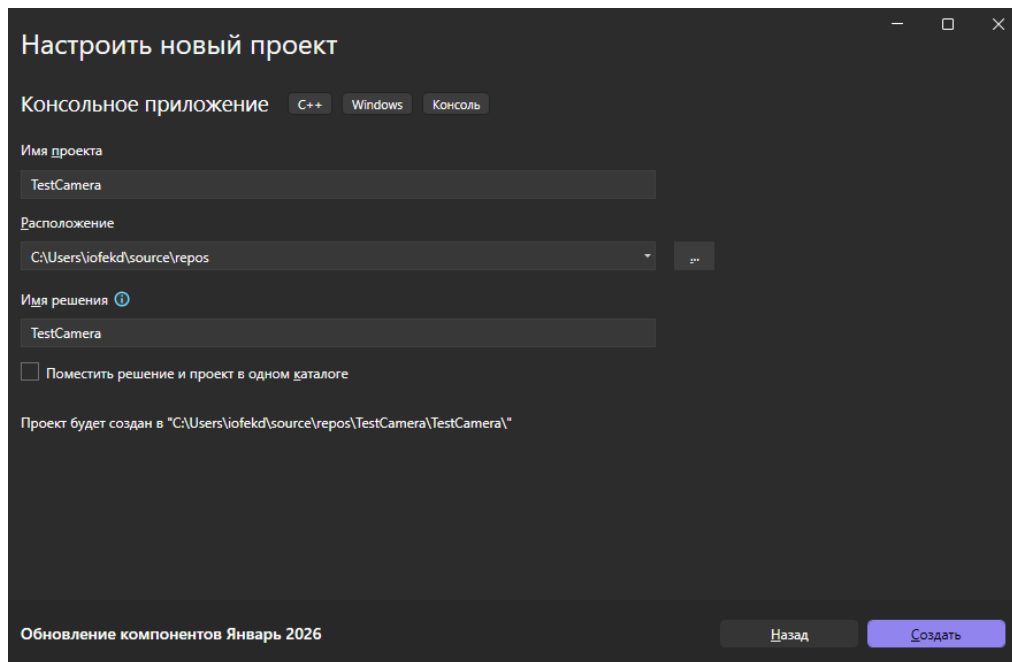 Настроить новый проект
Консольное приложение C++ Windows Консоль
Имя проекта
TestCamera
Расположение
C:\Users\iofekd\source\repos
...
Имя решения
TestCamera
Поместить решение и проект в одном каталоге
Проект будет создан в "C:\Users\iofekd\source\repos\TestCamera\TestCamera\"
Обновление компонентов Январь 2026
Назад
Создать